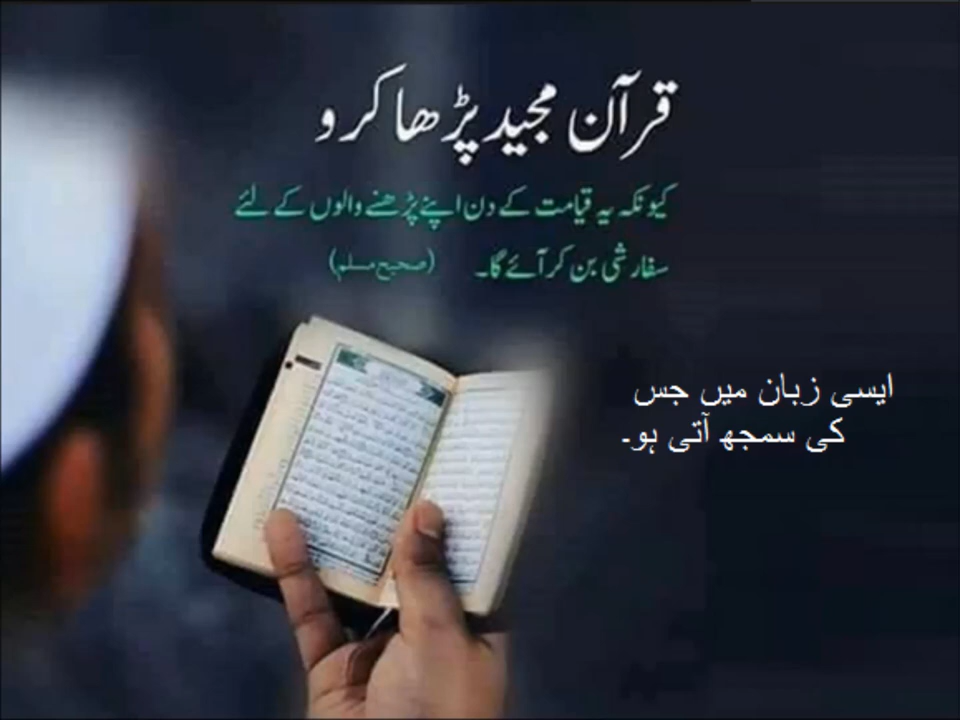 قرآن مجید پڑھا کرو
کیونکہ یہ قیامت کے دن اپنے پڑھنے والوں کے لئے
سفارشی بن کر آئے گا۔ (صحیح مسلم)
ایسی زبان میں جس
کی سمجھ آتی ہو۔